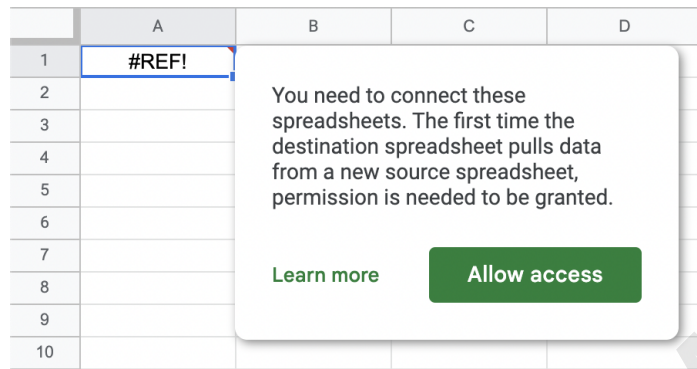 A B C D
1 #REF!
2
3
4
5
6
7
8
9
10
You need to connect these
spreadsheets. The first time the
destination spreadsheet pulls data
from a new source spreadsheet,
permission is needed to be granted.
Learn more Allow access